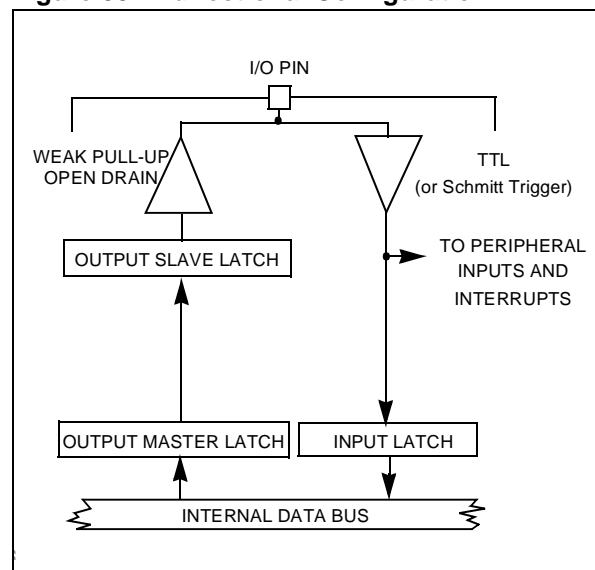 I/O PIN
WEAK PULL-UP
OPEN DRAIN
TTL
(or Schmitt Trigger)
OUTPUT SLAVE LATCH
TO PERIPHERAL
INPUTS AND
INTERRUPTS
OUTPUT MASTER LATCH
INPUT LATCH
INTERNAL DATA BUS